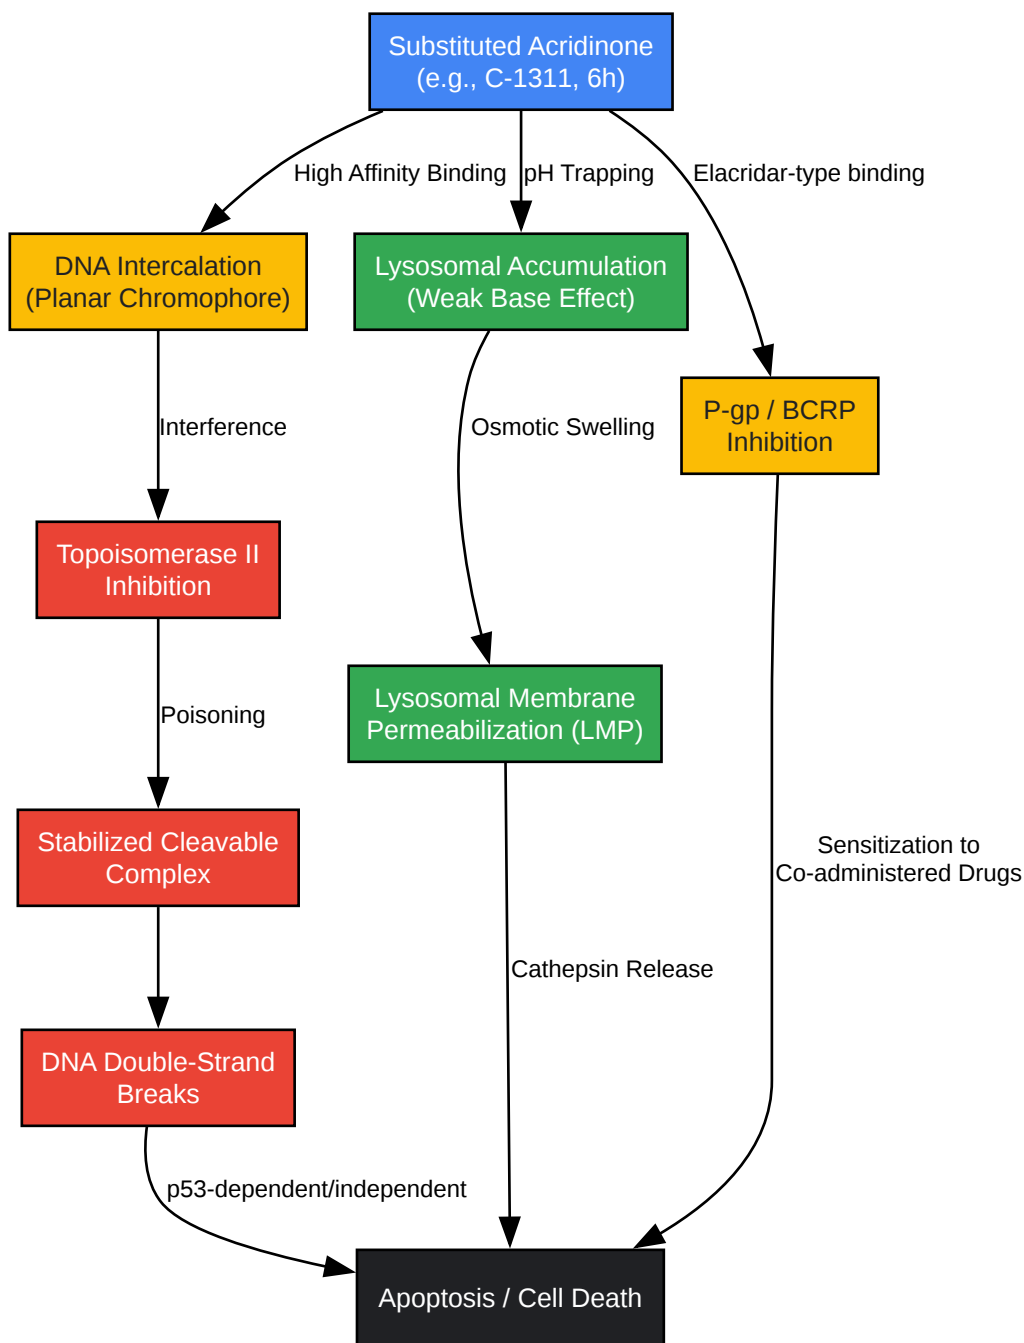 Substituted Acridinone
(e.g., C-1311, 6h)
High Affinity Binding
pH Trapping
Elacridar-type binding
DNA Intercalation
(Planar Chromophore)
Lysosomal Accumulation
(Weak Base Effect)
P-gp / BCRP
Inhibition
Interference
Osmotic Swelling
Topoisomerase II
Inhibition
Lysosomal Membrane
Permeabilization (LMP)
Poisoning
Stabilized Cleavable
Complex
Sensitization to
Co-administered Drugs
Cathepsin Release
DNA Double-Strand
Breaks
p53-dependent/independent
Apoptosis / Cell Death